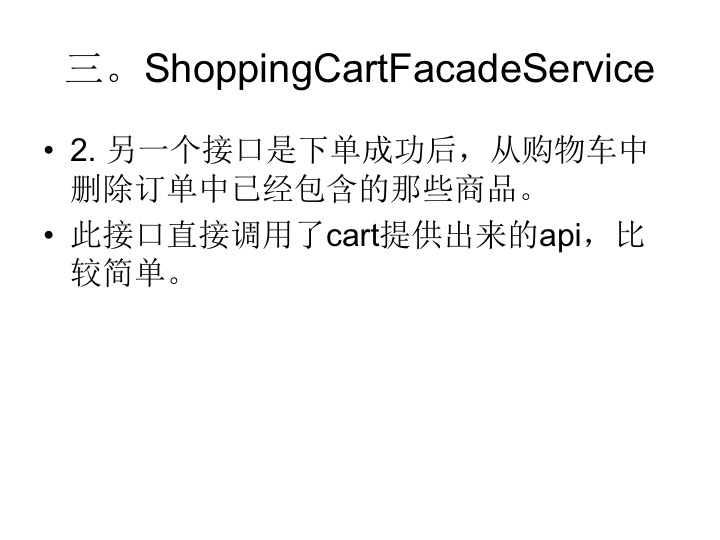 三。ShoppingCartFacadeService
• 2. 另一个接口是下单成功后，从购物车中
删除订单中已经包含的那些商品。
• 此接口直接调用了cart提供出来的api，比
较简单。